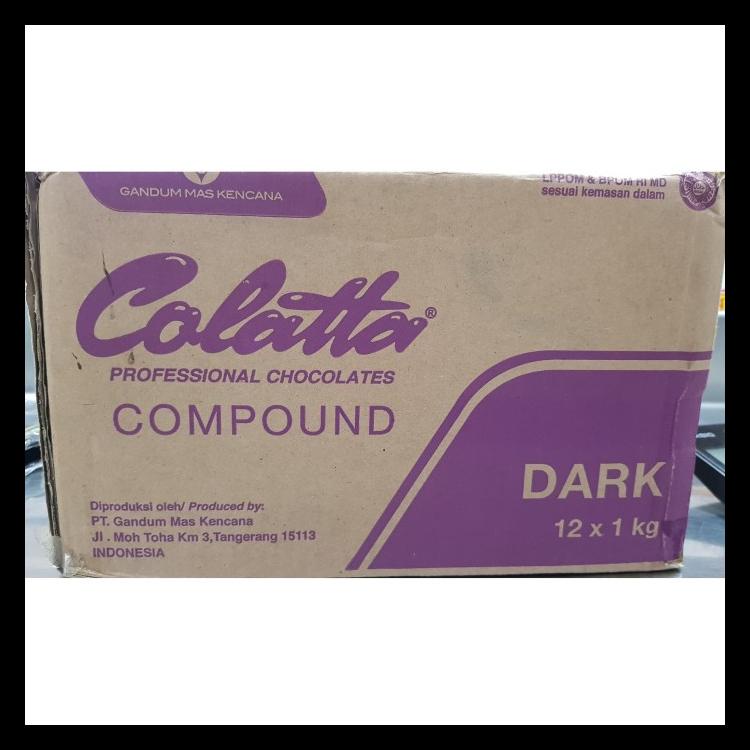 GANDUM MAS KENCANA
LPPOM & BPOM RI MD
sesuai kemasan dalam
Colatta®
PROFESSIONAL CHOCOLATES
COMPOUND
DARK
12 x 1 kg
Diproduksi oleh/ Produced by:
PT. Gandum Mas Kencana
Jl . Moh Toha Km 3,Tangerang 15113
INDONESIA